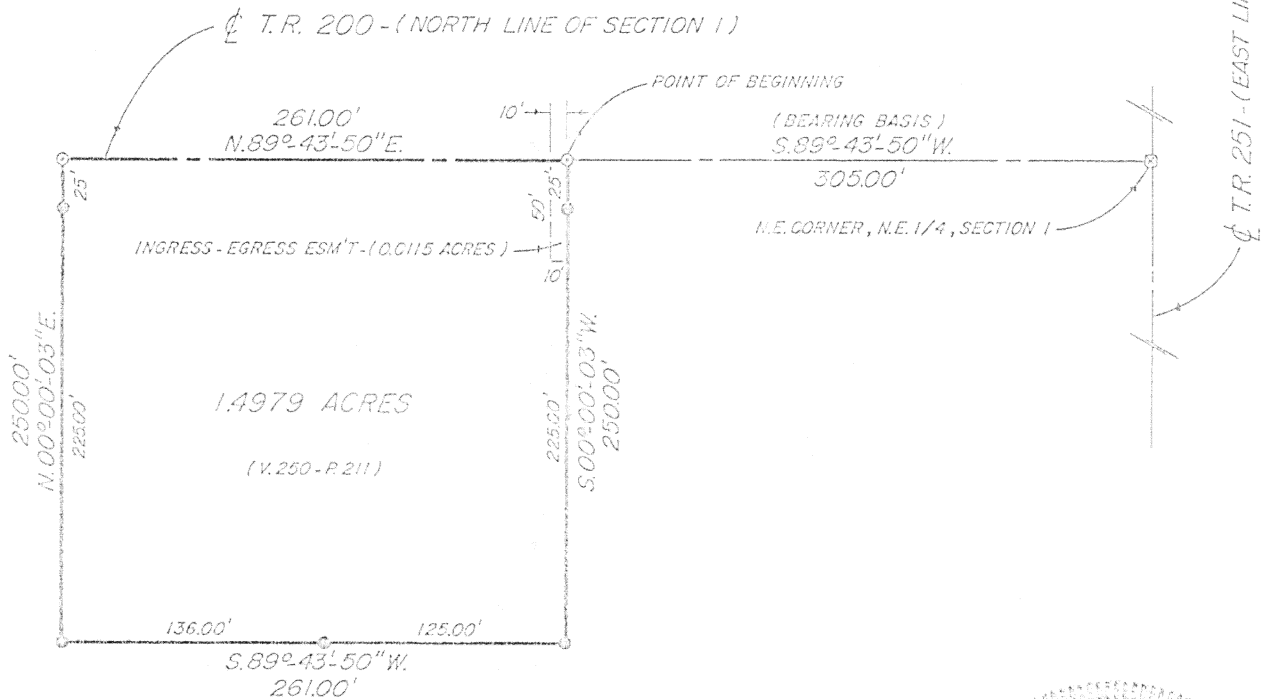 ℄ T.R. 200-(NORTH LINE OF SECTION 1)
POINT OF BEGINNING
10'
261.00'
N.89°-43'-50"E.
(BEARING BASIS)
S.89°-43'-50"W.
305.00'
25'
25'
50'
10'
INGRESS-EGRESS ESM'T-(0.0115 ACRES)
N.E. CORNER, N.E. 1/4, SECTION 1
℄ T.R. 251-(EAST
250.00'
N.00°-00'-03"E.
225.00'
1.4979 ACRES
(V.250-P.211)
225.00'
S.00°-00'-03"W.
250.00'
136.00'
125.00'
S.89°-43'-50"W.
261.00'